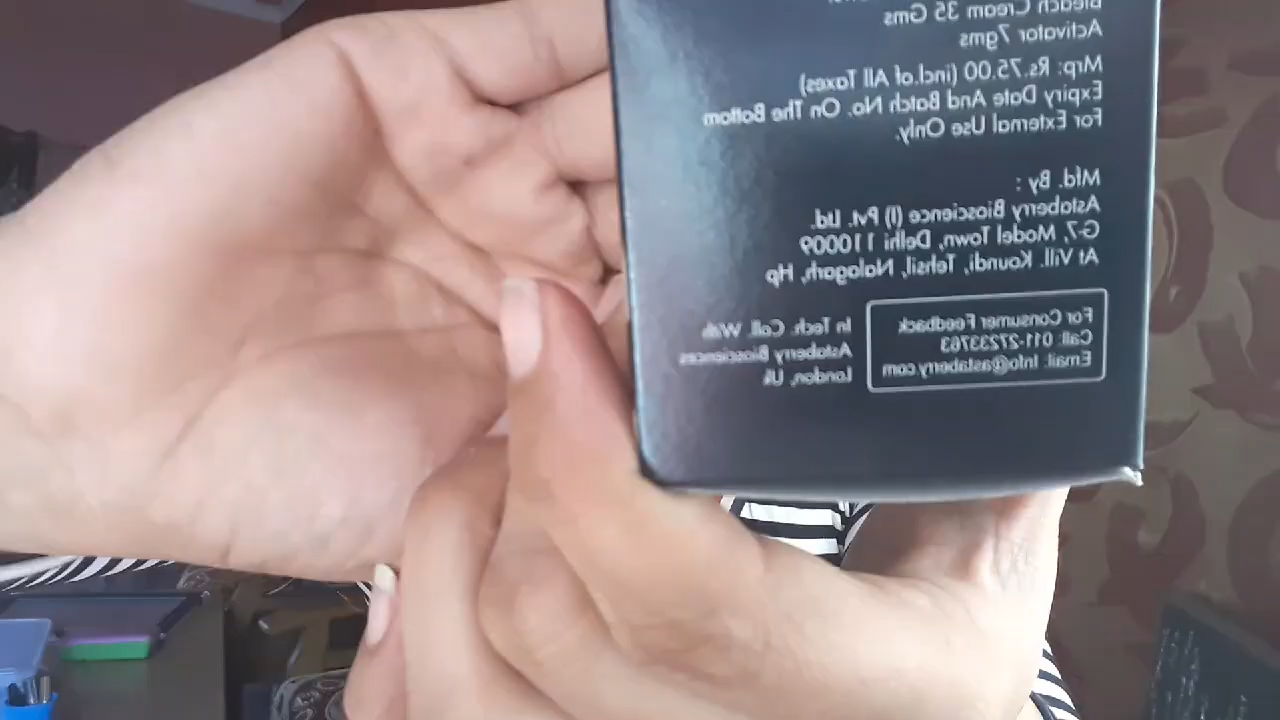 Bleach Cream 35 Gms
Activator 7gms
Mrp: Rs.75.00 (incl.of All Taxes)
Expiry Date And Batch No. On The Bottom
For External Use Only.
Mfd. By :
Astaberry Bioscience (I) Pvt. Ltd.
G-7, Model Town, Delhi 110009
At Vill. Koundi, Tehsil, Nalagarh, Hp
For Consumer Feedback
Call: 011-27233763
Email: Info@astaberry.com
In Tech. Coll. With
Astaberry Biosciences
London, Uk